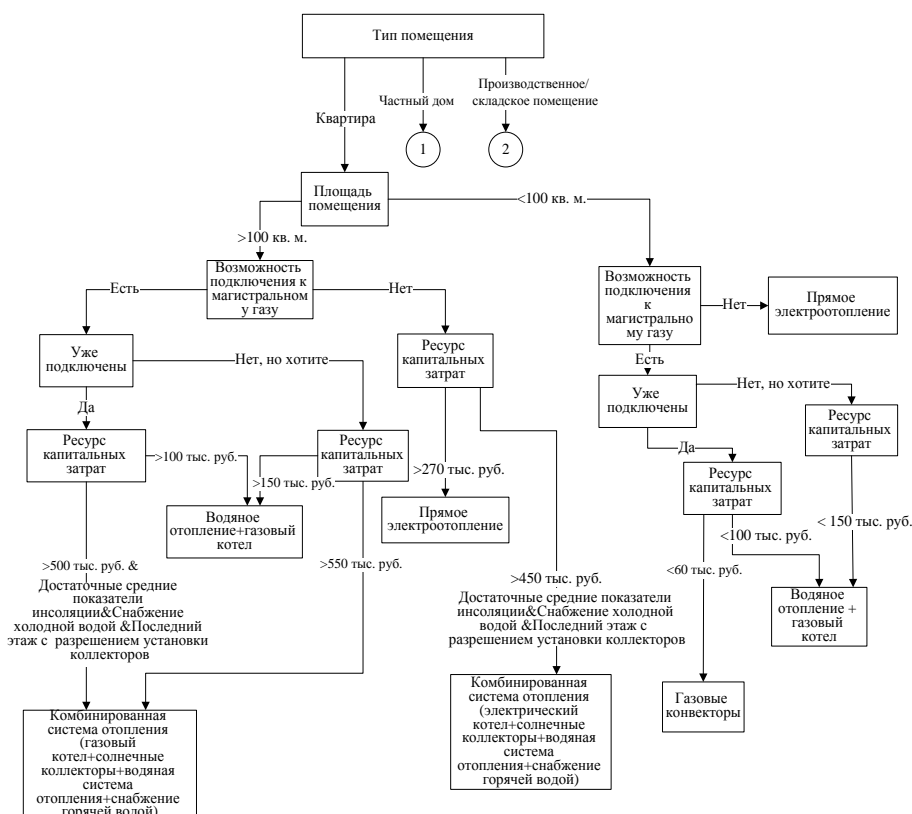 Тип помещения
Производственное/
складское помещение
Частный дом
Квартира
1
2
Площадь
помещения
<100 кв. м.
>100 кв. м.
Возможность
подключения к
магистральном
у газу
Есть
Нет
Возможность
подключения
к
магистрально
му газу
Нет
Прямое
электроотопление
Уже
подключены
Нет, но хотите
Ресурс
капитальных
затрат
Есть
Уже
подключены
Нет, но хотите
Да
Ресурс
капитальных
затрат
>100 тыс. руб.
Ресурс
капитальных
затрат
>150 тыс. руб.
>270 тыс. руб.
Ресурс
капитальных
затрат
Да
Ресурс
капитальных
затрат
Водяное
отопление+газовый
котел
Прямое
электроотопление
< 150 тыс. руб.
<100 тыс. руб.
>500 тыс. руб. &
Достаточные средние
показатели
инсоляции&Снабжение
холодной водой &Последний
этаж с разрешением установки
коллекторов
>550 тыс. руб.
>450 тыс. руб.
Достаточные средние показатели
инсоляции&Снабжение холодной
водой &Последний этаж с
разрешением установки коллекторов
<60 тыс. руб.
Водяное
отопление +
газовый
котел
Комбинированная
система отопления
(газовый
котел+солнечные
коллекторы+водяная
система
отопления+снабжение
горячей водой)
Комбинированная
система отопления
(электрический
котел+солнечные
коллекторы+водяная
система
отопления+снабжение
горячей водой)
Газовые
конвекторы